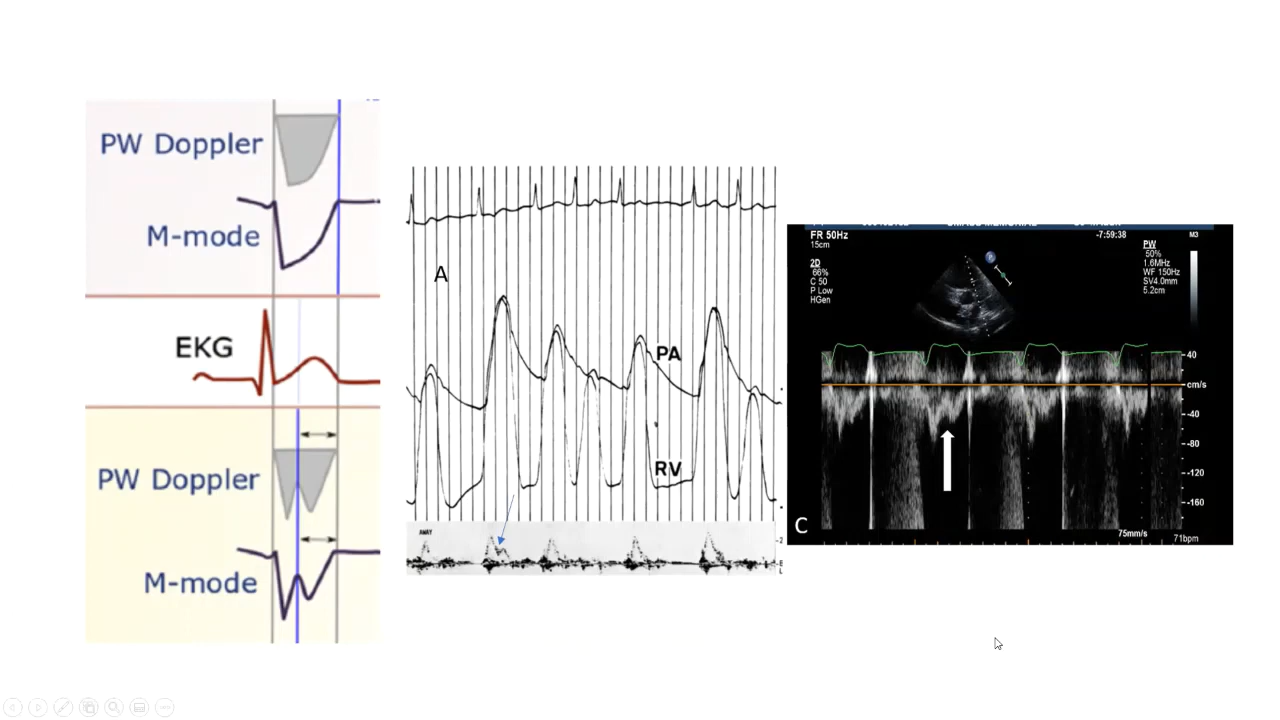 PW Doppler
M-mode
EKG
PW Doppler
M-mode
A
PA
RV
AWAY
FR 50Hz
15cm
2D
66%
C 50
P Low
HGen
-7:59:38
M3
PW
50%
1.6MHz
WF 150Hz
SV4.0mm
5.2cm
P
40
cm/s
-40
-80
-120
-160
C
75mm/s
71bpm